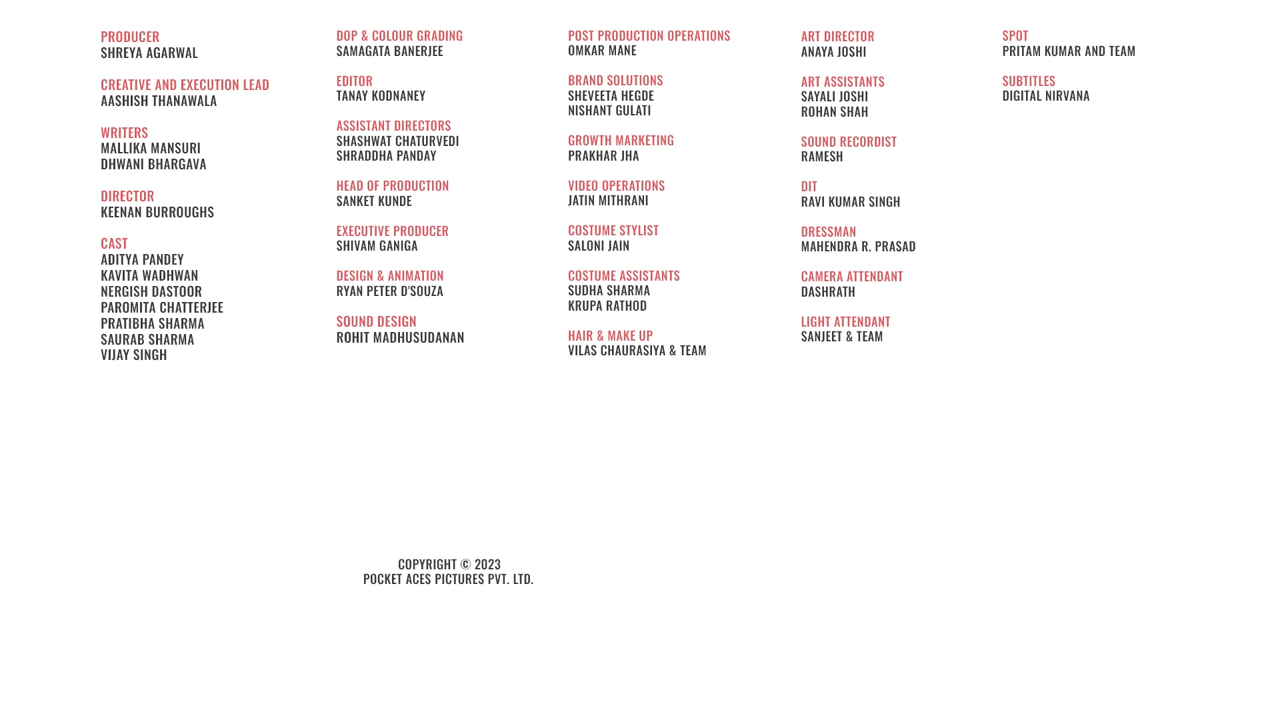 PRODUCER
SHREYA AGARWAL
CREATIVE AND EXECUTION LEAD
AASHISH THANAWALA
WRITERS
MALLIKA MANSURI
DHWANI BHARGAVA
DIRECTOR
KEENAN BURROUGHS
CAST
ADITYA PANDEY
KAVITA WADHWAN
NERGISH DASTOOR
PAROMITA CHATTERJEE
PRATIBHA SHARMA
SAURAB SHARMA
VIJAY SINGH
DOP & COLOUR GRADING
SAMAGATA BANERJEE
EDITOR
TANAY KODNANEY
ASSISTANT DIRECTORS
SHASHWAT CHATURVEDI
SHRADDHA PANDAY
HEAD OF PRODUCTION
SANKET KUNDE
EXECUTIVE PRODUCER
SHIVAM GANIGA
DESIGN & ANIMATION
RYAN PETER D'SOUZA
SOUND DESIGN
ROHIT MADHUSUDANAN
POST PRODUCTION OPERATIONS
OMKAR MANE
BRAND SOLUTIONS
SHEVEETA HEGDE
NISHANT GULATI
GROWTH MARKETING
PRAKHAR JHA
VIDEO OPERATIONS
JATIN MITHRANI
COSTUME STYLIST
SALONI JAIN
COSTUME ASSISTANTS
SUDHA SHARMA
KRUPA RATHOD
HAIR & MAKE UP
VILAS CHAURASIYA & TEAM
ART DIRECTOR
ANAYA JOSHI
ART ASSISTANTS
SAYALI JOSHI
ROHAN SHAH
SOUND RECORDIST
RAMESH
DIT
RAVI KUMAR SINGH
DRESSMAN
MAHENDRA R. PRASAD
CAMERA ATTENDANT
DASHRATH
LIGHT ATTENDANT
SANJEET & TEAM
SPOT
PRITAM KUMAR AND TEAM
SUBTITLES
DIGITAL NIRVANA
COPYRIGHT © 2023
POCKET ACES PICTURES PVT. LTD.